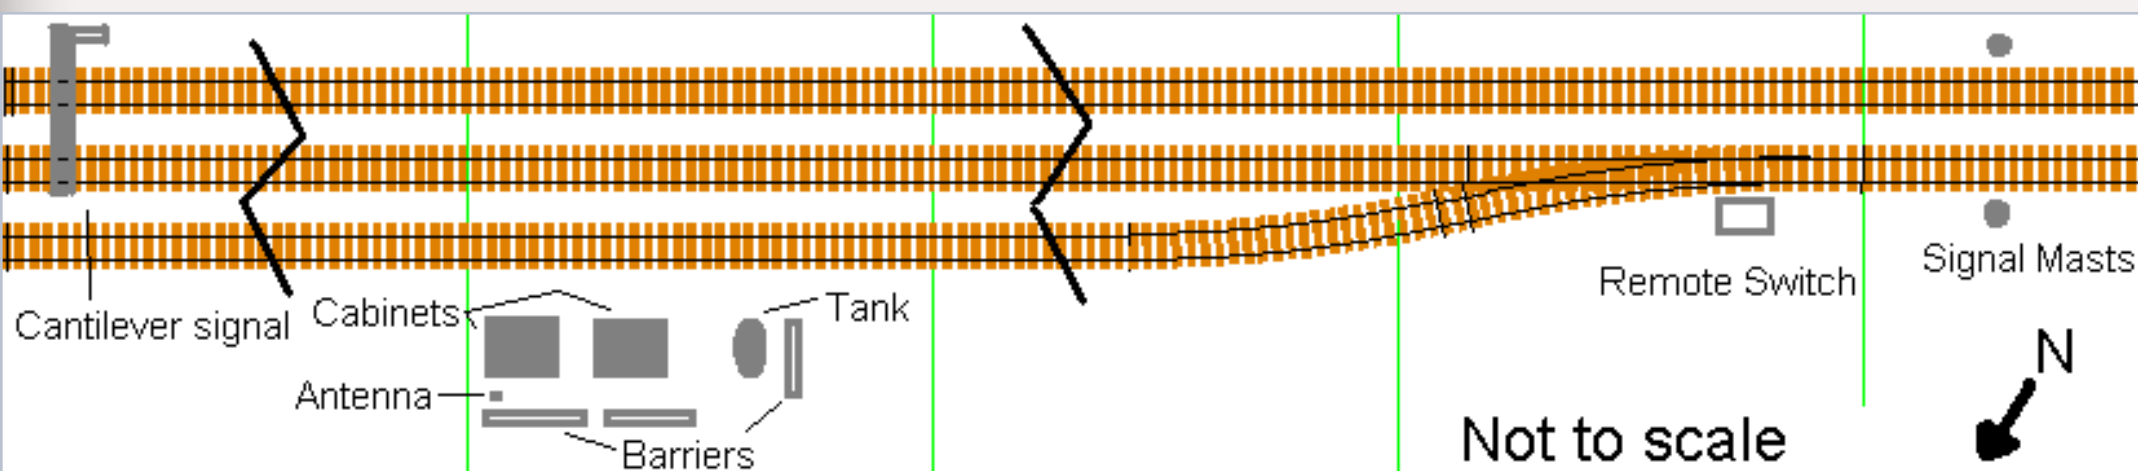 Cantilever signal
Cabinets
Tank
Antenna
Barriers
Remote Switch
Signal Masts
N
Not to scale